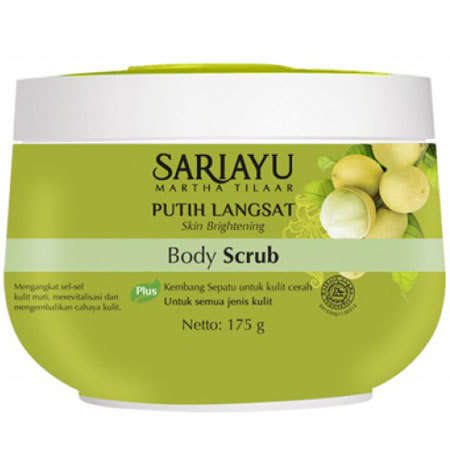 SARIAYU
MARTHA TILAAR
PUTIH LANGSAT
Skin Brightening
Body Scrub
Mengangkat sel-sel
kulit mati, merevitalisasi dan
mengembalikan cahaya kulit.
Plus
Kembang Sepatu untuk kulit cerah
Untuk semua jenis kulit
Netto: 175 g